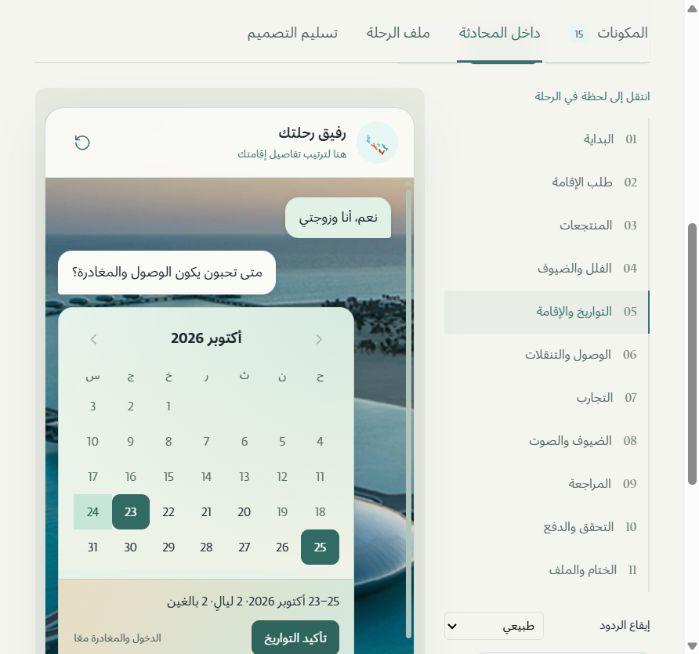 المكونات 15
داخل المحادثة
ملف الرحلة
تسليم التصميم
انتقل إلى لحظة في الرحلة
01 البداية
02 طلب الإقامة
03 المنتجعات
04 الفلل والضيوف
05 التواريخ والإقامة
06 الوصول والتنقلات
07 التجارب
08 الضيوف والصوت
09 المراجعة
10 التحقق والدفع
11 الختام والملف
إيقاع الردود
طبيعي
رفيق رحلتك
هنا لترتيب تفاصيل إقامتك
نعم، أنا وزوجتي
متى تحبون يكون الوصول والمغادرة؟
أكتوبر 2026
ح ن ث ر خ ج س
1 2 3
4 5 6 7 8 9 10
11 12 13 14 15 16 17
18 19 20 21 22 23 24
25 26 27 28 29 30 31
23–25 أكتوبر 2026· 2 ليالٍ· 2 بالغين
تأكيد التواريخ
الدخول والمغادرة معًا